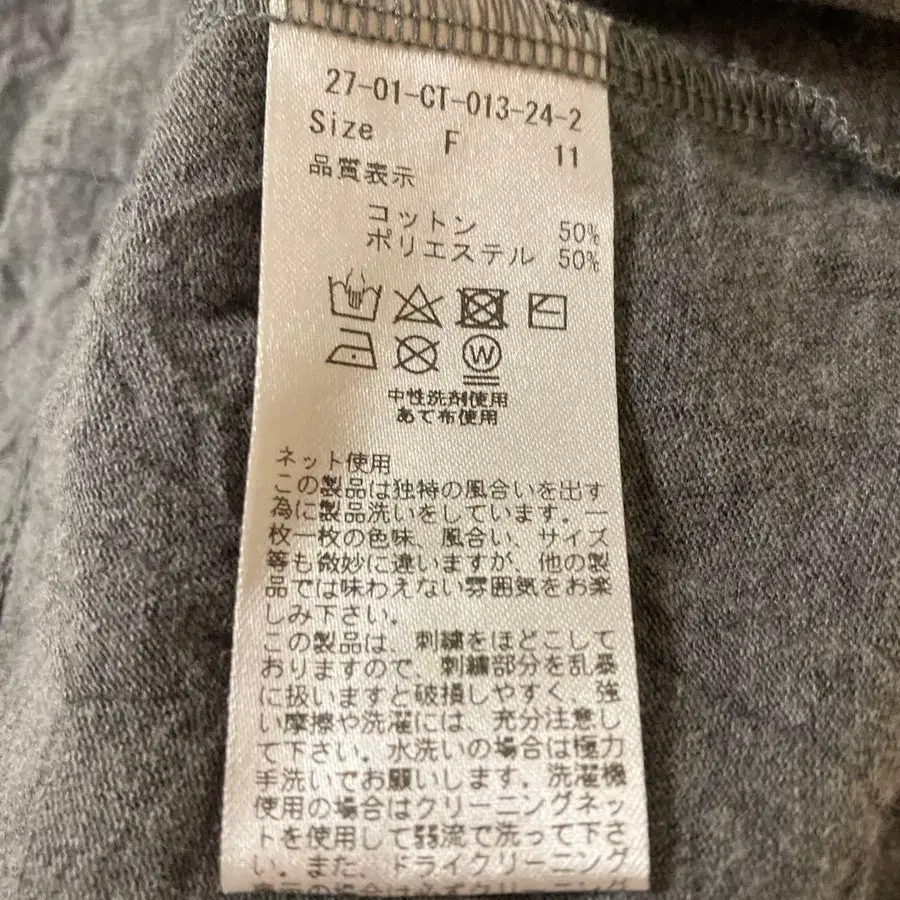 27-01-CT-013-24-2
Size F 11
品質表示
コットン 50%
ポリエステル 50%
W
中性洗剤使用
あて布使用
ネット使用
この製品は独特の風合いを出す
為に製品洗いをしています。一
枚一枚の色味、風合い、サイズ
等も微妙に違いますが、他の製
品では味わえない雰囲気をお楽
しみ下さい。
この製品は、刺繍をほどこして
おりますので、刺繍部分を乱暴
に扱いますと破損しやすく、強
い摩擦や洗濯には、充分注意し
て下さい。水洗いの場合は極力
手洗いでお願いします。洗濯機
使用の場合はクリーニングネッ
トを使用して弱流で洗って下さ
い。また、ドライクリーニング
の場合は必ずクリーニング